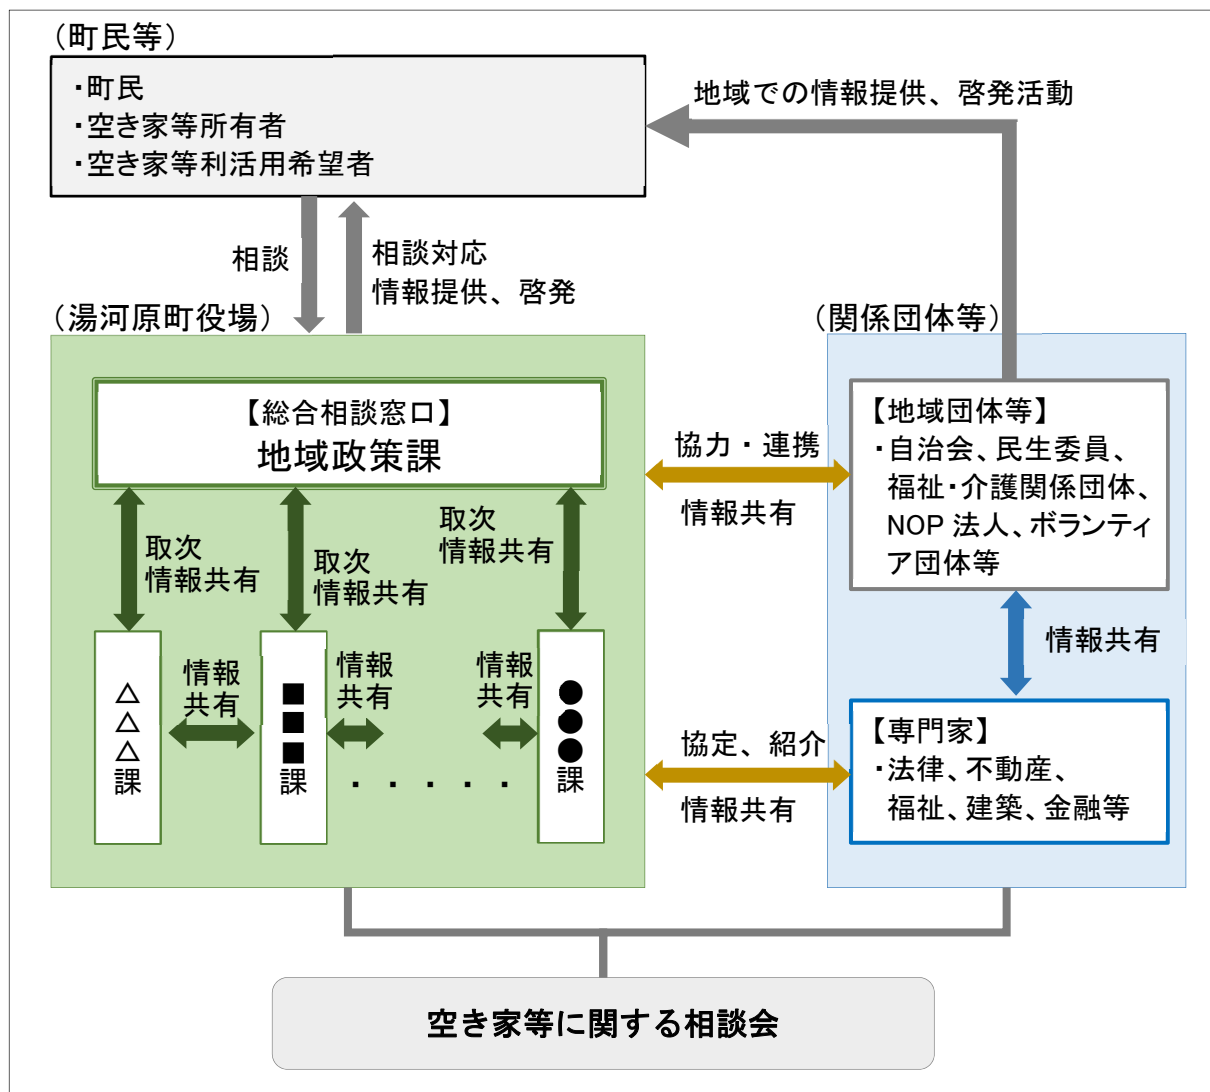 （町民等）
・町民
・空き家等所有者
・空き家等利活用希望者
地域での情報提供、啓発活動
相談
相談対応
情報提供、啓発
（湯河原町役場）
（関係団体等）
【総合相談窓口】
地域政策課
取次
情報共有
取次
情報共有
取次
情報共有
△△△課
情報
共有
■■■課
情報
共有
・・・・・
情報
共有
●●●課
協力・連携
情報共有
協定、紹介
情報共有
【地域団体等】
・自治会、民生委員、
福祉・介護関係団体、
NOP 法人、ボランティ
ア団体等
情報共有
【専門家】
・法律、不動産、
福祉、建築、金融等
空き家等に関する相談会